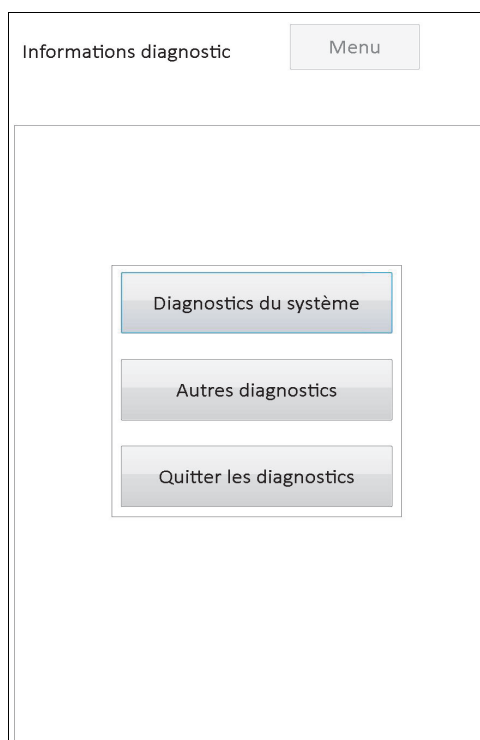 Informations diagnostic
Menu
Diagnostics du système
Autres diagnostics
Quitter les diagnostics